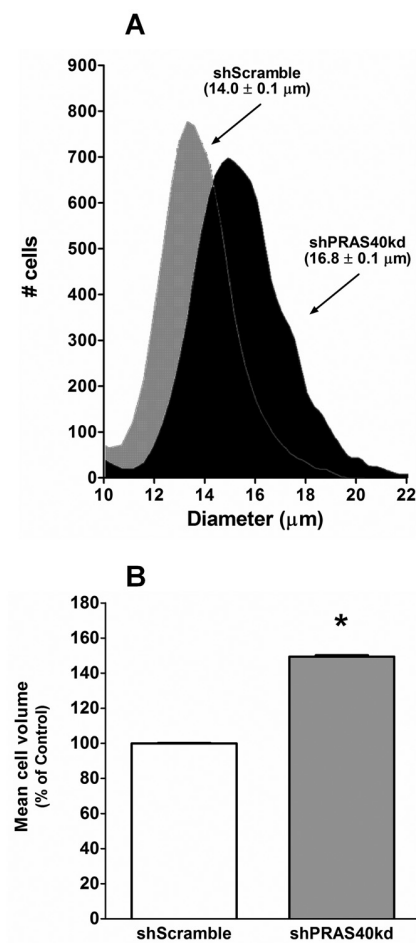 A
900
800
700
600
500
400
300
200
100
0
# cells
shScramble
(14.0 ± 0.1 μm)
shPRAS40kd
(16.8 ± 0.1 μm)
10 12 14 16 18 20 22
Diameter (μm)
B
180
160
140
120
100
80
60
40
20
0
Mean cell volume
(% of Control)
*
shScramble shPRAS40kd